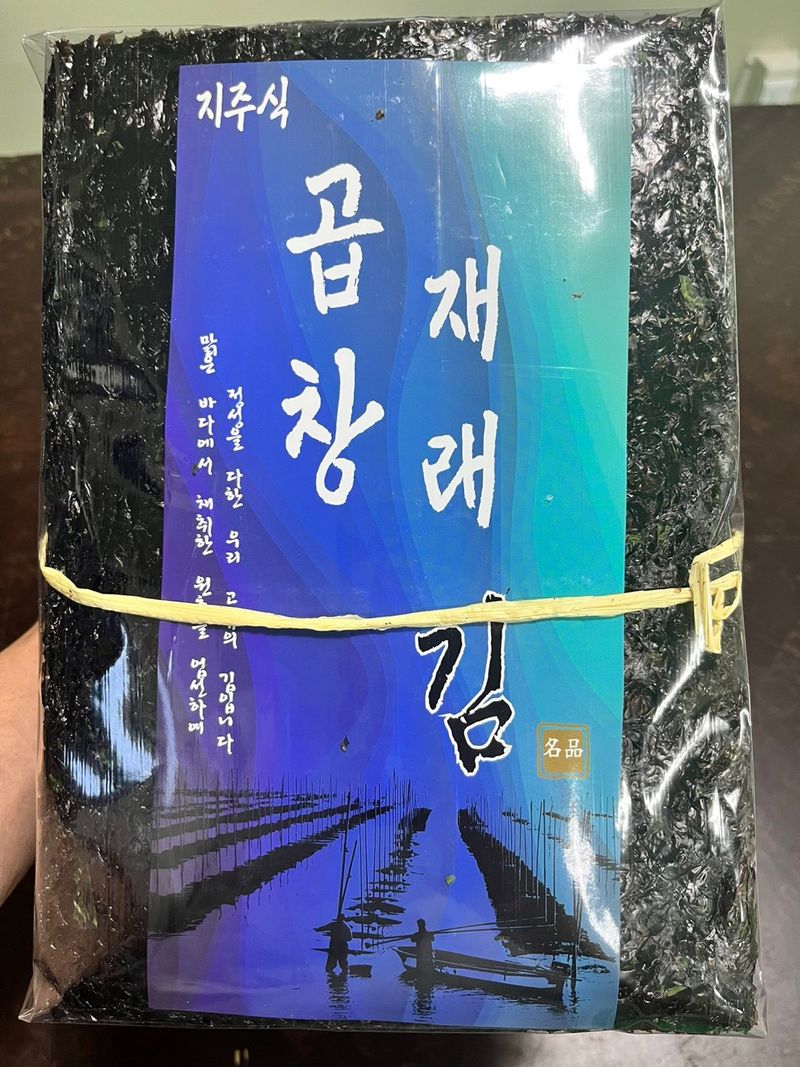 지주식
곱창
재래김
맑은 바다에서 채취한 엄선하여
정성을 다한 우리 김입니다
名品